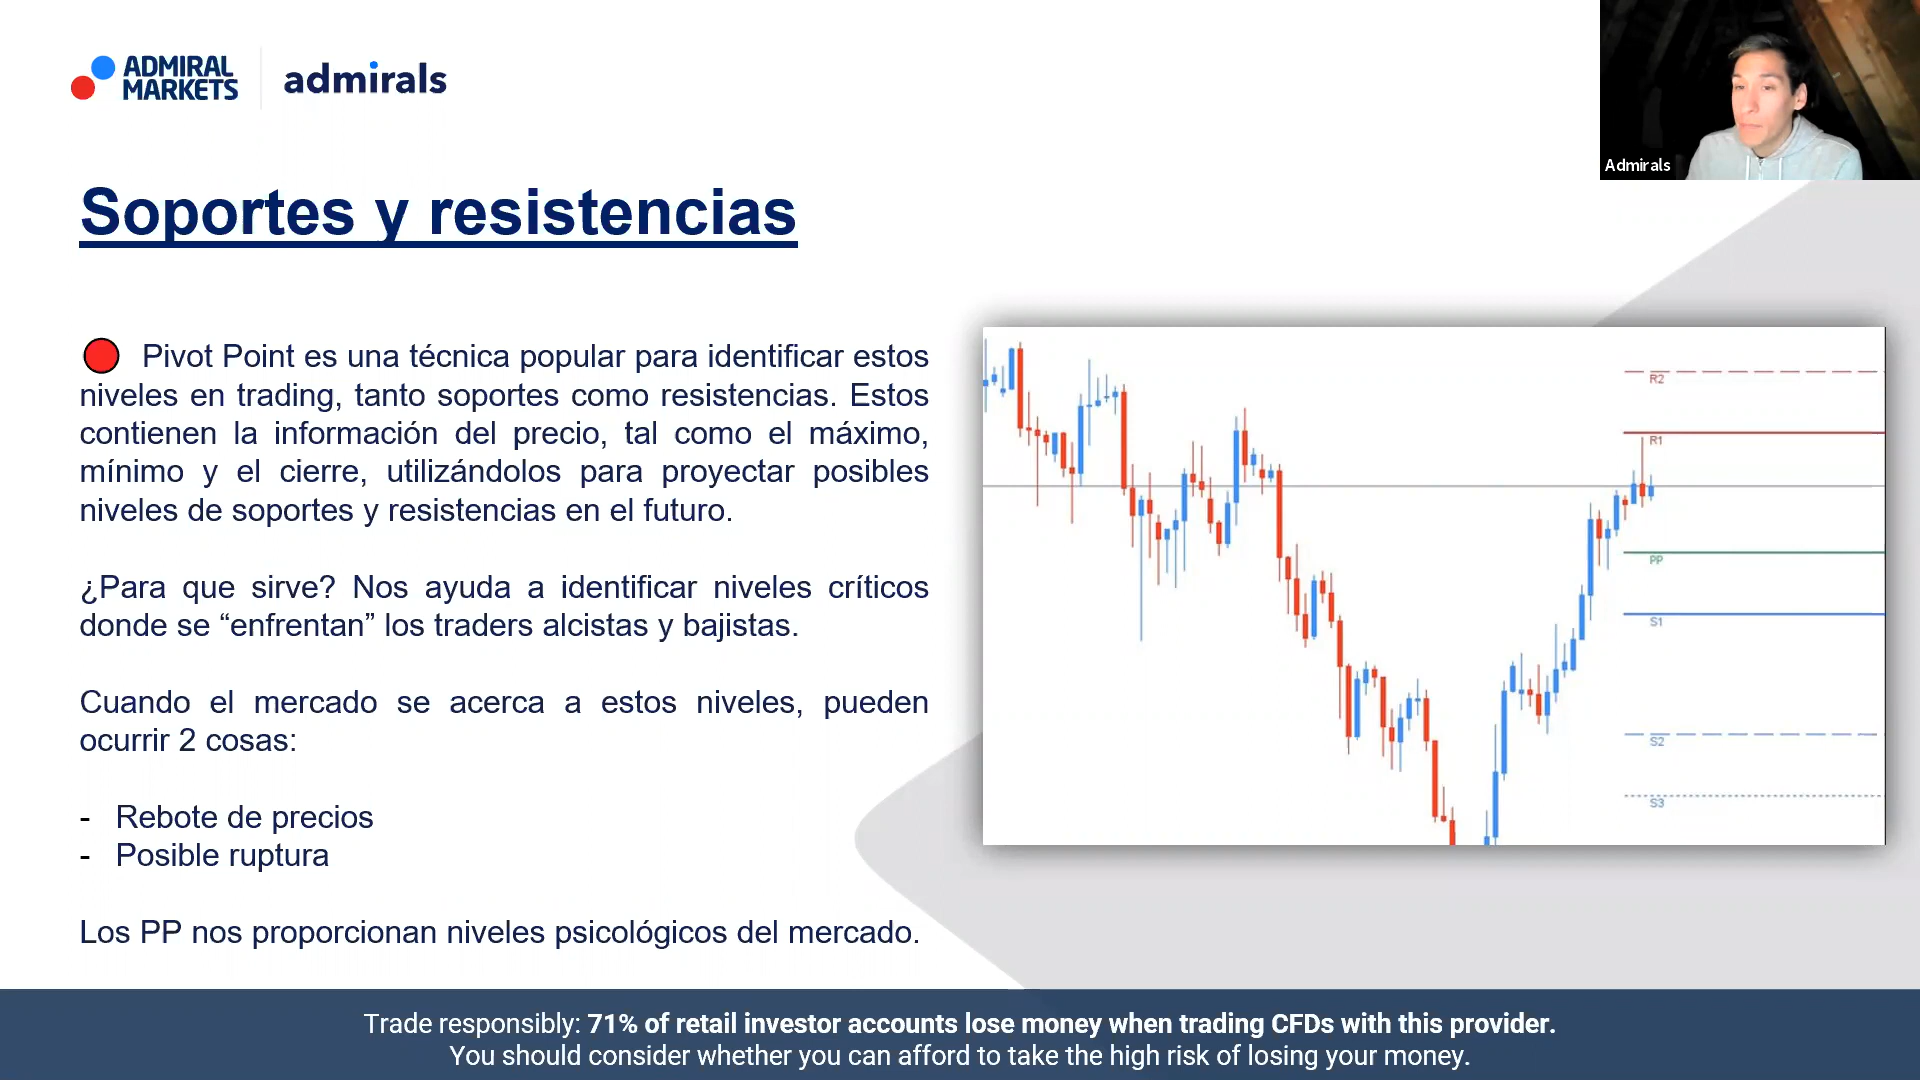 ADMIRAL
MARKETS
admirals
Admirals
Soportes y resistencias
Pivot Point es una técnica popular para identificar estos
niveles en trading, tanto soportes como resistencias. Estos
contienen la información del precio, tal como el máximo,
mínimo y el cierre, utilizándolos para proyectar posibles
niveles de soportes y resistencias en el futuro.
¿Para que sirve? Nos ayuda a identificar niveles críticos
donde se “enfrentan” los traders alcistas y bajistas.
Cuando el mercado se acerca a estos niveles, pueden
ocurrir 2 cosas:
- Rebote de precios
- Posible ruptura
Los PP nos proporcionan niveles psicológicos del mercado.
R2
R1
PP
S1
S2
S3
Trade responsibly: 71% of retail investor accounts lose money when trading CFDs with this provider.
You should consider whether you can afford to take the high risk of losing your money.